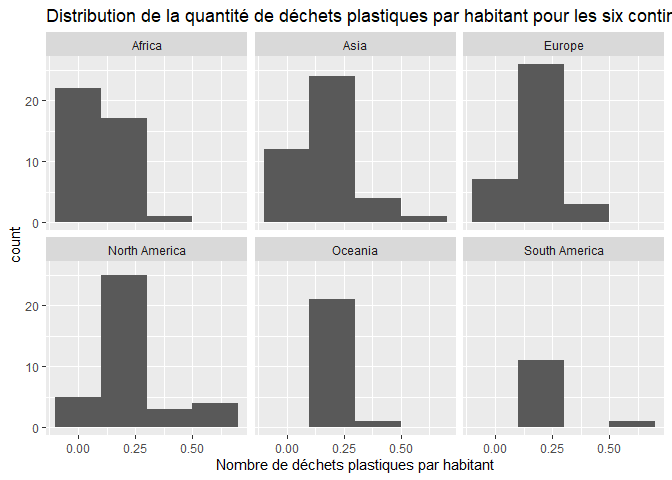 Distribution de la quantité de déchets plastiques par habitant pour les six contin
Africa Asia Europe
20
10
0
North America Oceania South America
20
10
0
count
0.00 0.25 0.50 0.00 0.25 0.50 0.00 0.25 0.50
Nombre de déchets plastiques par habitant